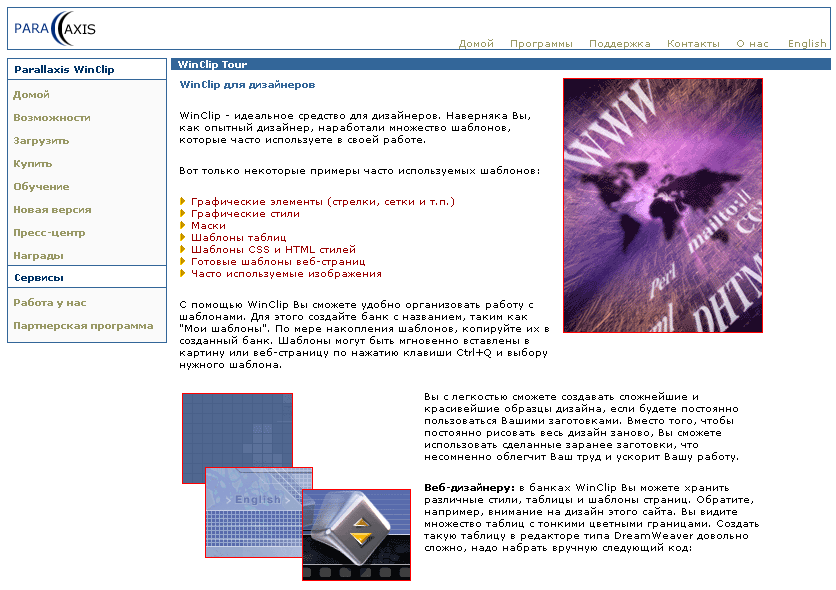 PARALLAXIS
Домой Программы Поддержка Контакты О нас English
Parallaxis WinClip
Домой
Возможности
Загрузить
Купить
Обучение
Новая версия
Пресс-центр
Награды
Сервисы
Работа у нас
Партнерская программа
WinClip Tour
WinClip для дизайнеров
WinClip - идеальное средство для дизайнеров. Наверняка Вы,
как опытный дизайнер, наработали множество шаблонов,
которые часто используете в своей работе.
Вот только некоторые примеры часто используемых шаблонов:
Графические элементы (стрелки, сетки и т.п.)
Графические стили
Маски
Шаблоны таблиц
Шаблоны CSS и HTML стилей
Готовые шаблоны веб-страниц
Часто используемые изображения
С помощью WinClip Вы сможете удобно организовать работу с
шаблонами. Для этого создайте банк с названием, таким как
"Мои шаблоны". По мере накопления шаблонов, копируйте их в
созданный банк. Шаблоны могут быть мгновенно вставлены в
картину или веб-страницу по нажатию клавиши Ctrl+Q и выбору
нужного шаблона.
WWW
mailto:
Perl
DHTM
English
Вы с легкостью сможете создавать сложнейшие и
красивейшие образцы дизайна, если будете постоянно
пользоваться Вашими заготовками. Вместо того, чтобы
постоянно рисовать весь дизайн заново, Вы сможете
использовать сделанные заранее заготовки, что
несомненно облегчит Ваш труд и ускорит Вашу работу.
Веб-дизайнеру: в банках WinClip Вы можете хранить
различные стили, таблицы и шаблоны страниц. Обратите,
например, внимание на дизайн этого сайта. Вы видите
множество таблиц с тонкими цветными границами. Создать
такую таблицу в редакторе типа DreamWeaver довольно
сложно, надо набрать вручную следующий код: